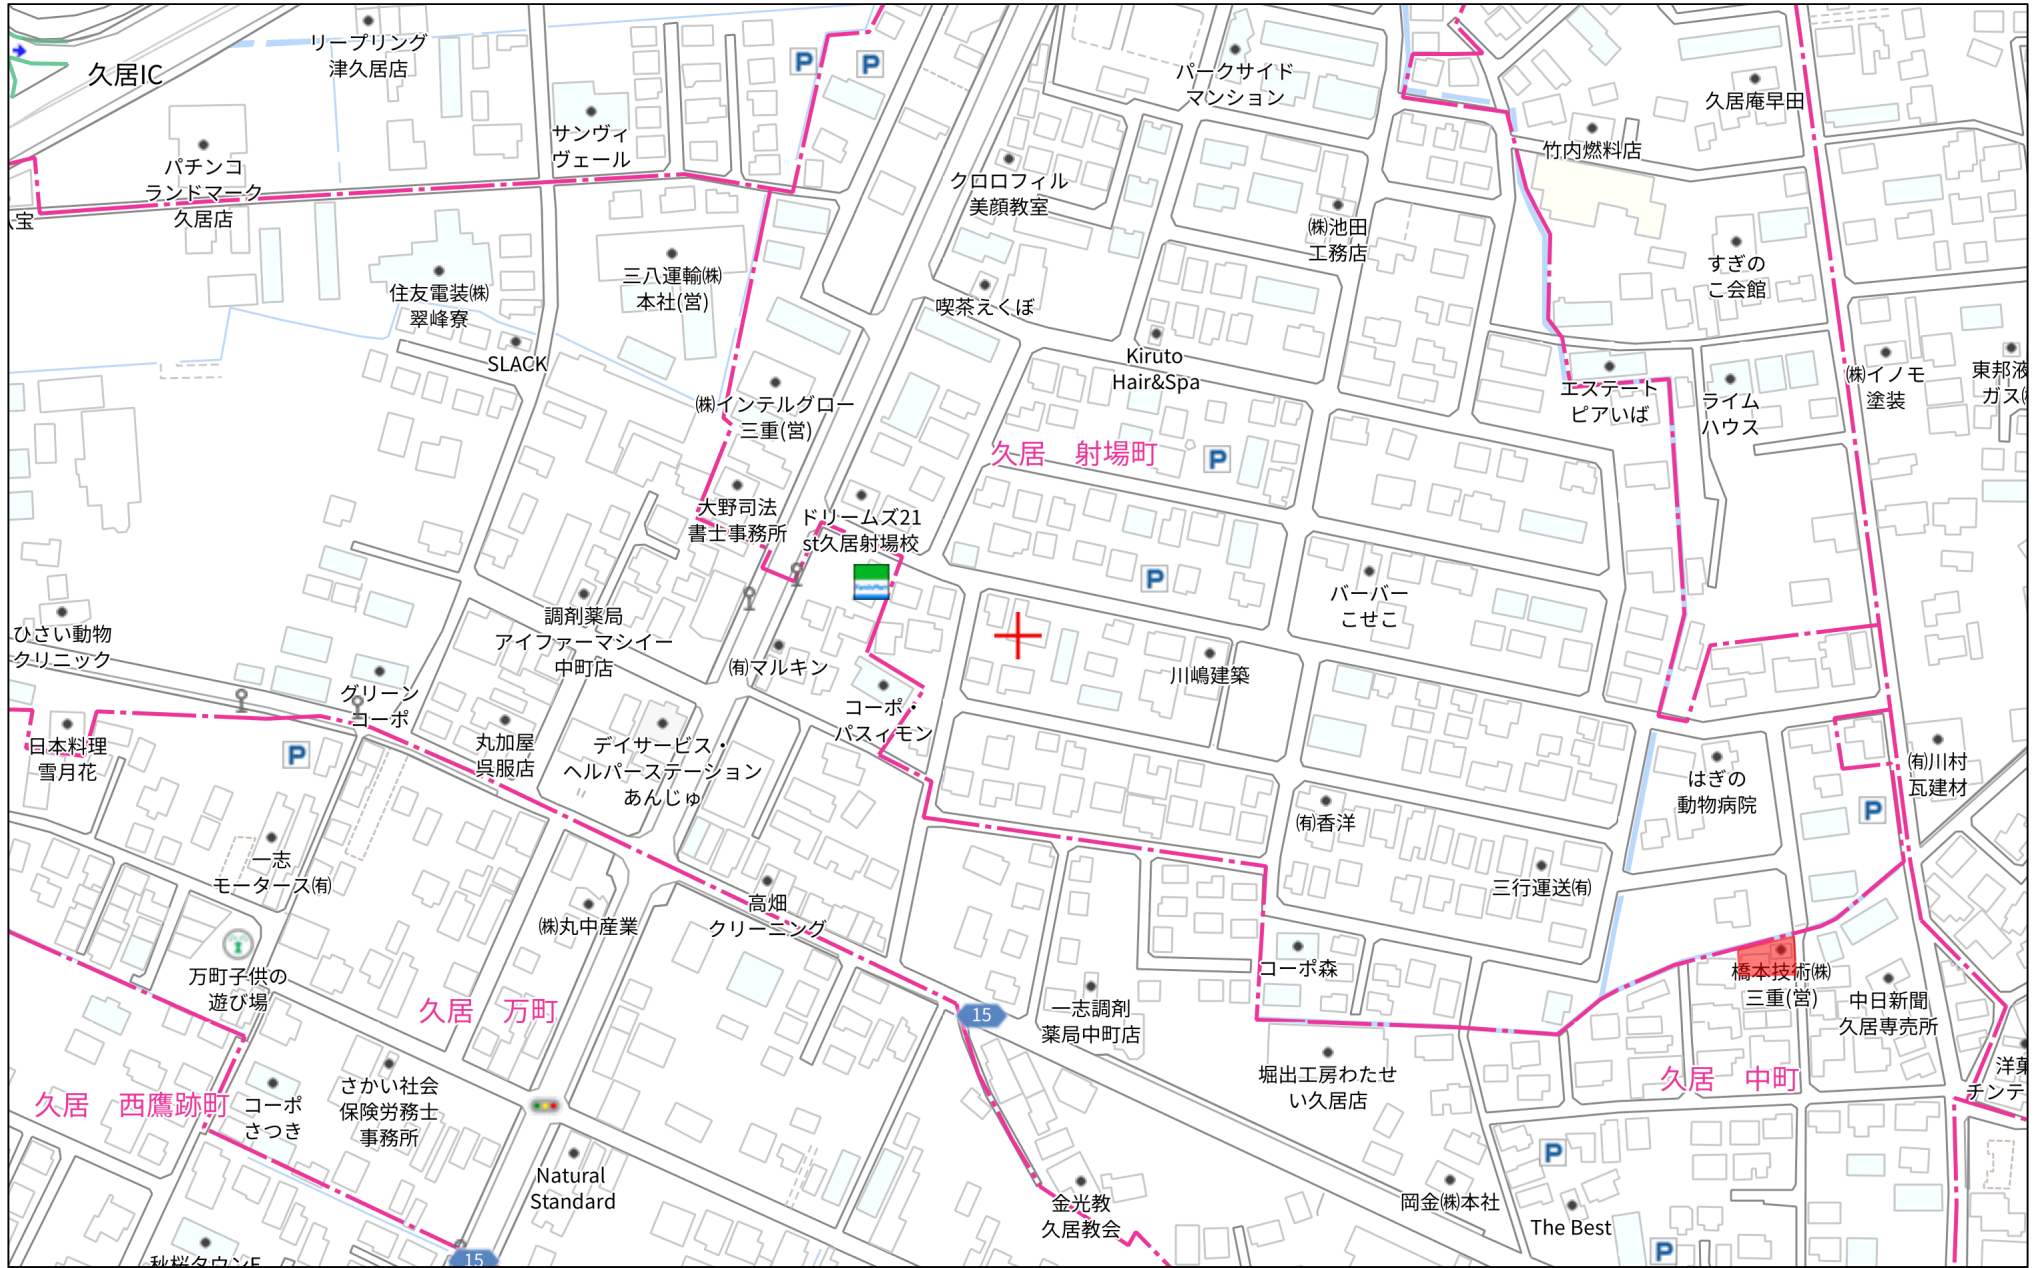 久居IC
リープリング
津久居店
パチンコ
ランドマーク
久居店
宝
サンヴィ
ヴェール
P
P
パークサイド
マンション
久居庵早田
竹内燃料店
クロロフィル
美顔教室
㈱池田
工務店
すぎの
こ会館
住友電装㈱
翠峰寮
三八運輸㈱
本社(営)
喫茶えくぼ
SLACK
Kiruto
Hair&Spa
㈱インテルグロー
三重(営)
エステート
ピアいば
ライム
ハウス
㈱イノモ
塗装
東邦液
ガス
久居 射場町
P
大野司法
書士事務所
ドリームズ21
st久居射場校
FamilyMart
P
バーバー
こせこ
ひさい動物
クリニック
調剤薬局
アイファーマシイー
中町店
㈲マルキン
川嶋建築
グリーン
コーポ
コーポ・
パスィモン
日本料理
雪月花
P
丸加屋
呉服店
デイサービス・
ヘルパーステーション
あんじゅ
はぎの
動物病院
㈲川村
瓦建材
P
㈲香洋
一志
モータース㈲
三行運送㈲
高畑
クリーニング
㈱丸中産業
万町子供の
遊び場
コーポ森
橋本技術㈱
三重(営)
中日新聞
久居専売所
久居 万町
15
一志調剤
薬局中町店
堀出工房わたせ
い久居店
久居 中町
洋菓
チンテ
久居 西鷹跡町
コーポ
さつき
さかい社会
保険労務士
事務所
Natural
Standard
金光教
久居教会
岡金㈱本社
P
The Best
P
秋桜タウンE
15